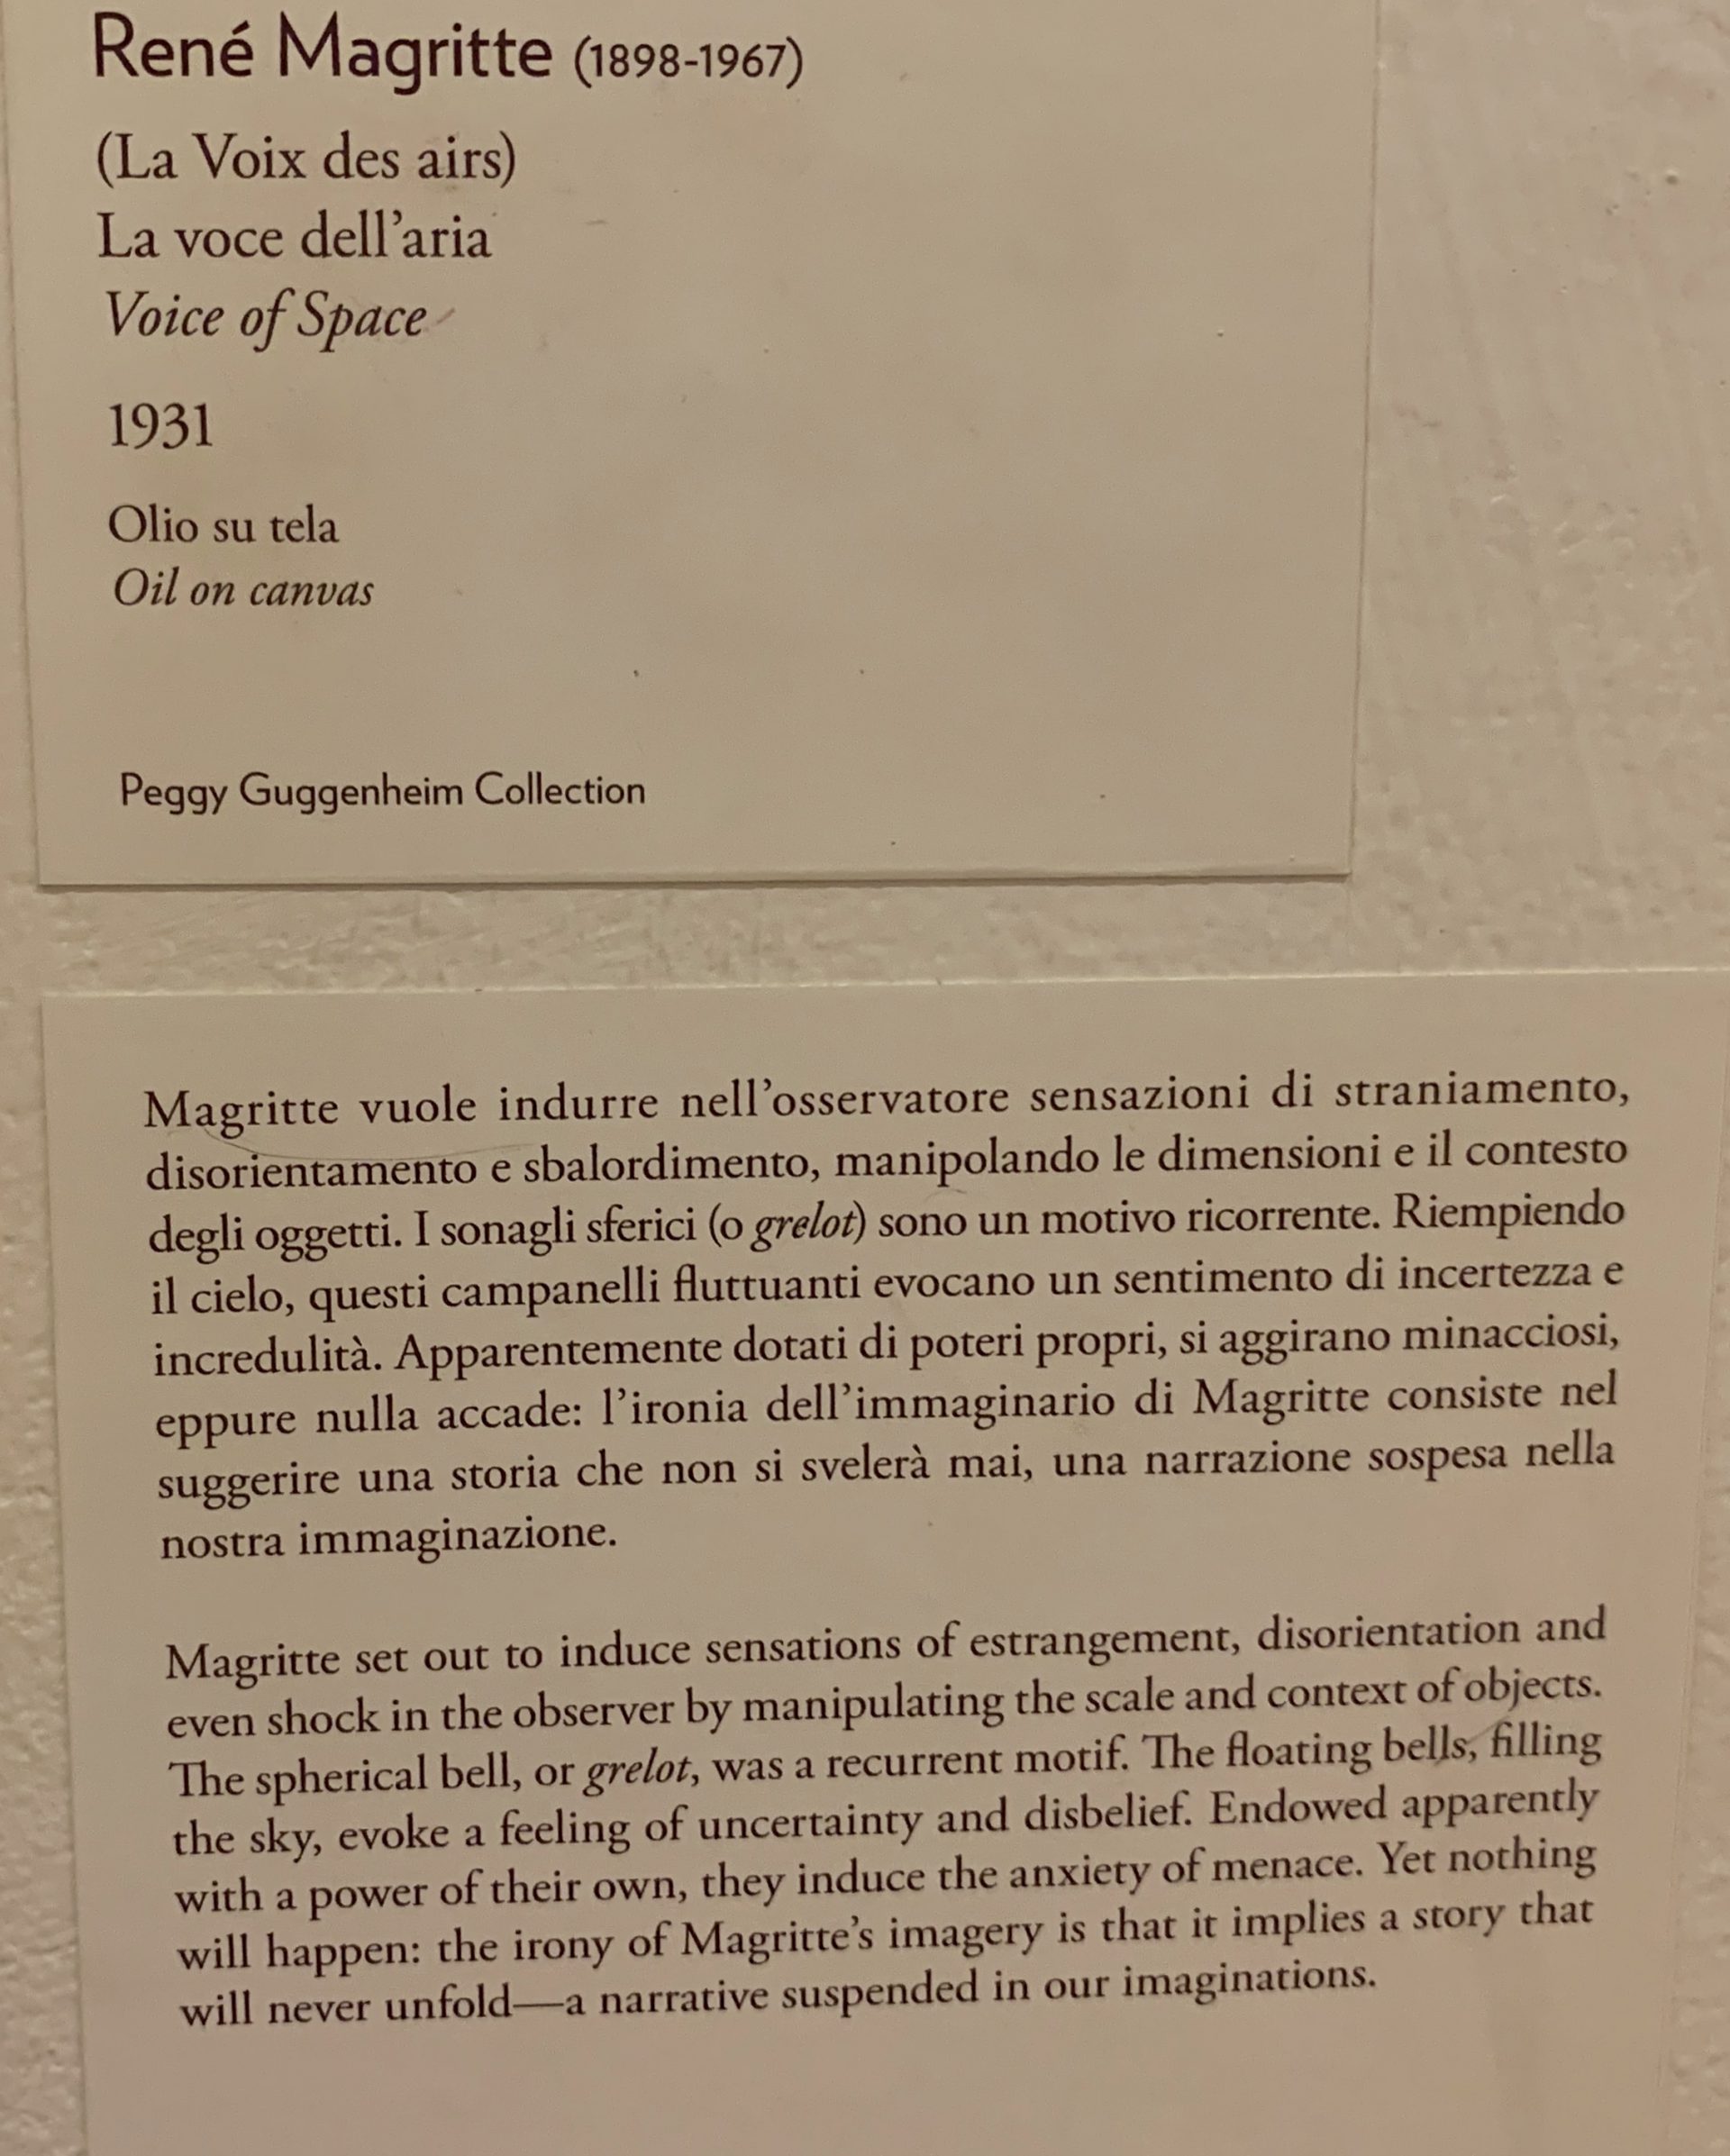 René Magritte (1898-1967)
(La Voix des airs)
La voce dell’aria
Voice of Space
1931
Olio su tela
Oil on canvas
Peggy Guggenheim Collection
Magritte vuole indurre nell’osservatore sensazioni di straniamento,
disorientamento e sbalordimento, manipolando le dimensioni e il contesto
degli oggetti. I sonagli sferici (o grelot) sono un motivo ricorrente. Riempiendo
il cielo, questi campanelli fluttuanti evocano un sentimento di incertezza e
incredulità. Apparentemente dotati di poteri propri, si aggirano minacciosi,
eppure nulla accade: l’ironia dell’immaginario di Magritte consiste nel
suggerire una storia che non si svelerà mai, una narrazione sospesa nella
nostra immaginazione.
Magritte set out to induce sensations of estrangement, disorientation and
even shock in the observer by manipulating the scale and context of objects.
The spherical bell, or grelot, was a recurrent motif. The floating bells, filling
the sky, evoke a feeling of uncertainty and disbelief. Endowed apparently
with a power of their own, they induce the anxiety of menace. Yet nothing
will happen: the irony of Magritte’s imagery is that it implies a story that
will never unfold—a narrative suspended in our imaginations.